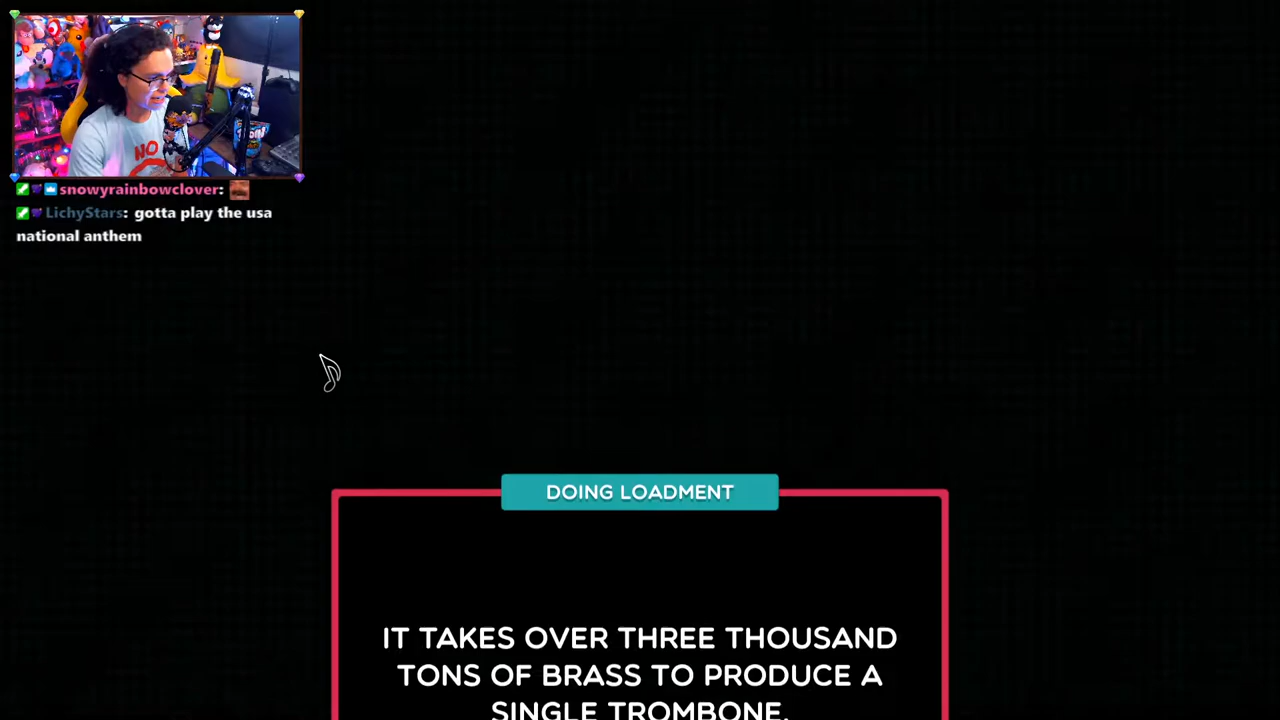 NO
snowyrainbowclover:
LichyStars: gotta play the usa
national anthem
DOING LOADMENT
IT TAKES OVER THREE THOUSAND
TONS OF BRASS TO PRODUCE A
SINGLE TROMBONE.